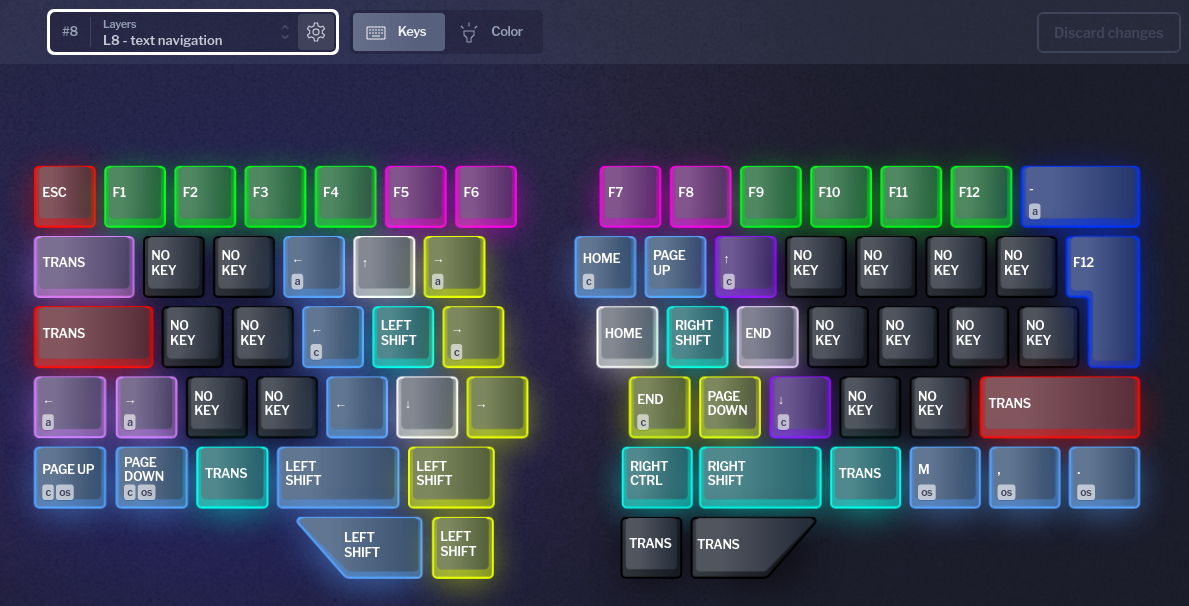 #8 Layers
L8 - text navigation
Keys
Color
Discard changes
ESC F1 F2 F3 F4 F5 F6 F7 F8 F9 F10 F11 F12 -
a
TRANS NO KEY NO KEY ← ↑ → HOME PAGE UP ↑ NO KEY NO KEY NO KEY NO KEY F12
a a c c
TRANS NO KEY NO KEY ← LEFT SHIFT → HOME RIGHT SHIFT END NO KEY NO KEY NO KEY NO KEY
c c
← → NO KEY NO KEY ← ↓ → END PAGE DOWN ↓ NO KEY NO KEY TRANS
a a c c
PAGE UP PAGE DOWN TRANS LEFT SHIFT LEFT SHIFT RIGHT CTRL RIGHT SHIFT TRANS M , .
c os c os os os os
LEFT SHIFT LEFT SHIFT TRANS TRANS